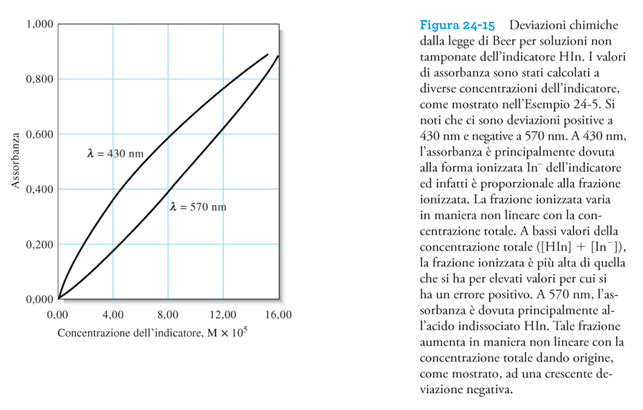 1,000
0,800
0,600
0,400
0,200
0,000
Assorbanza
λ = 430 nm
λ = 570 nm
0,00 4,00 8,00 12,00 16,00
Concentrazione dell'indicatore, M × 10⁵
Figura 24-15 Deviazioni chimiche
dalla legge di Beer per soluzioni non
tamponate dell'indicatore HIn. I valori
di assorbanza sono stati calcolati a
diverse concentrazioni dell'indicatore,
come mostrato nell'Esempio 24-5. Si
noti che ci sono deviazioni positive a
430 nm e negative a 570 nm. A 430 nm,
l'assorbanza è principalmente dovuta
alla forma ionizzata In⁻ dell'indicatore
ed infatti è proporzionale alla frazione
ionizzata. La frazione ionizzata varia
in maniera non lineare con la con-
centrazione totale. A bassi valori della
concentrazione totale ([HIn] + [In⁻]),
la frazione ionizzata è più alta di quella
che si ha per elevati valori per cui si
ha un errore positivo. A 570 nm, l'as-
sorbanza è dovuta principalmente al-
l'acido indissociato HIn. Tale frazione
aumenta in maniera non lineare con la
concentrazione totale dando origine,
come mostrato, ad una crescente de-
viazione negativa.